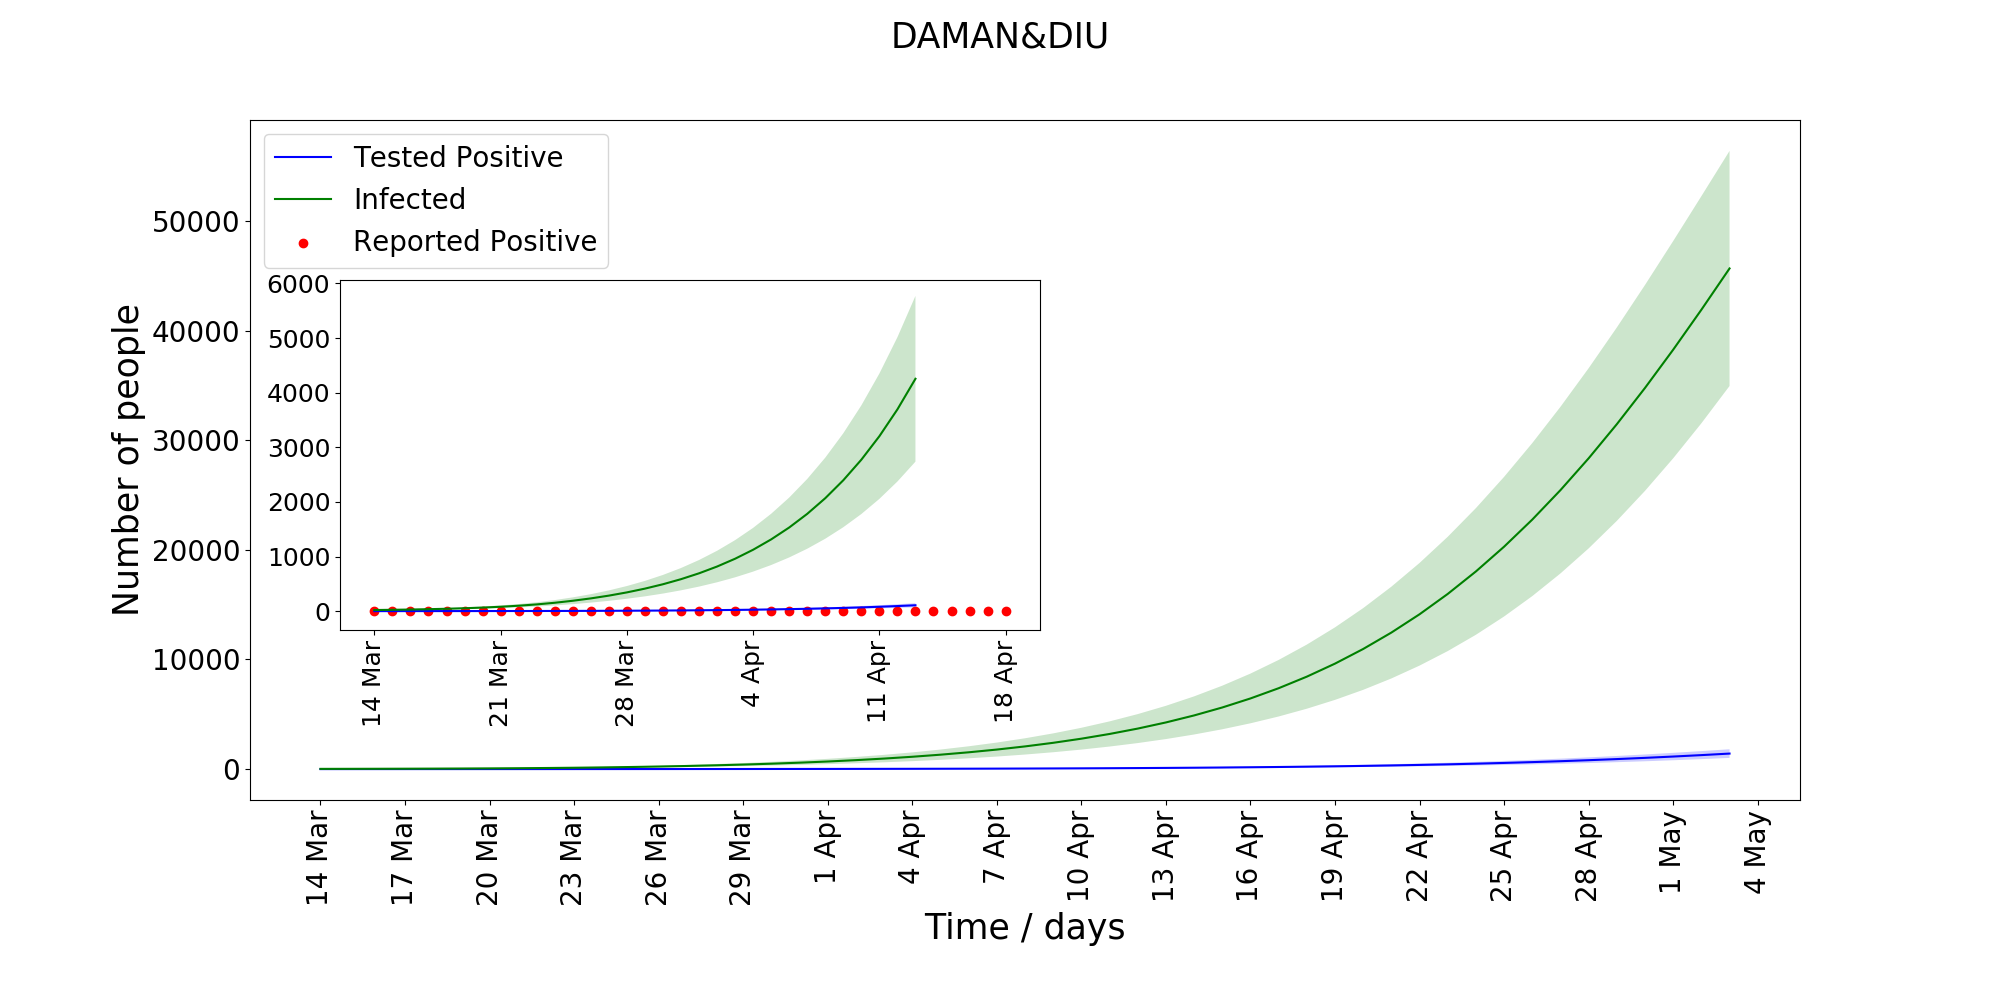 DAMAN&DIU
Tested Positive
Infected
Reported Positive
Number of people
50000
40000
30000
20000
10000
0
6000
5000
4000
3000
2000
1000
0
14 Mar
21 Mar
28 Mar
4 Apr
11 Apr
18 Apr
14 Mar
17 Mar
20 Mar
23 Mar
26 Mar
29 Mar
1 Apr
4 Apr
7 Apr
10 Apr
13 Apr
16 Apr
19 Apr
22 Apr
25 Apr
28 Apr
1 May
4 May
Time / days